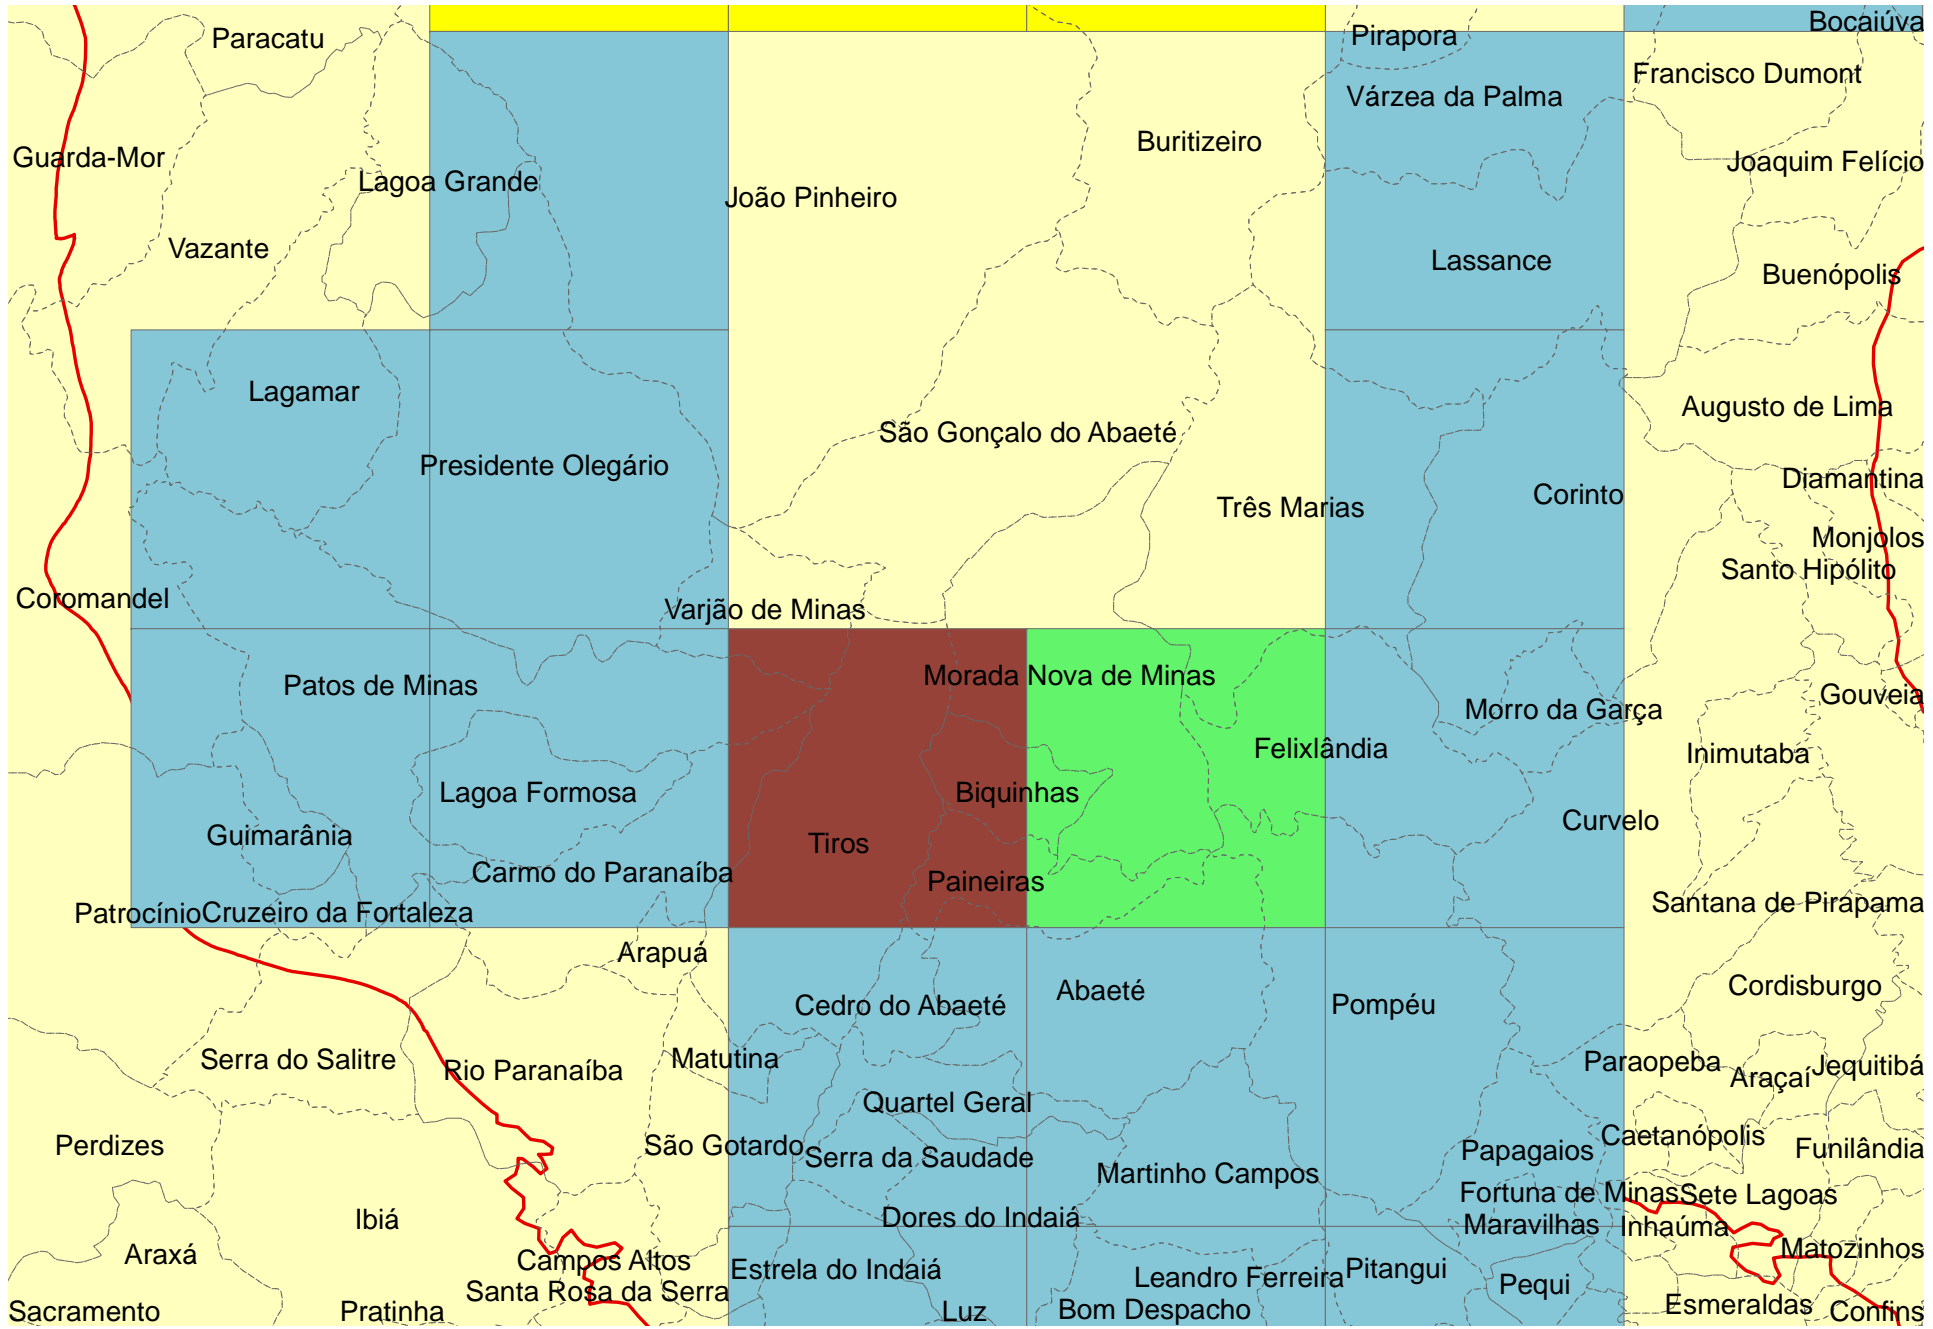 Bocaiúva
Paracatu
Pirapora
Francisco Dumont
Várzea da Palma
Buritizeiro
Guarda-Mor
Joaquim Felício
Lagoa Grande
João Pinheiro
Vazante
Lassance
Buenópolis
Lagamar
Augusto de Lima
São Gonçalo do Abaeté
Presidente Olegário
Diamantina
Corinto
Três Marias
Monjolos
Santo Hipólito
Coromandel
Varjão de Minas
Morada Nova de Minas
Patos de Minas
Gouveia
Morro da Garça
Felixlândia
Inimutaba
Lagoa Formosa
Biquinhas
Curvelo
Guimarânia
Tiros
Carmo do Paranaíba
Paineiras
Santana de Pirapama
Patrocínio
Cruzeiro da Fortaleza
Arapuá
Cordisburgo
Abaeté
Cedro do Abaeté
Pompéu
Serra do Salitre
Matutina
Paraopeba
Jequitibá
Rio Paranaíba
Araçaí
Quartel Geral
Caetanópolis
Perdizes
São Gotardo
Funilândia
Papagaios
Serra da Saudade
Martinho Campos
Fortuna de Minas
Sete Lagoas
Ibiá
Dores do Indaiá
Maravilhas
Inhaúma
Araxá
Matozinhos
Campos Altos
Estrela do Indaiá
Pitangui
Leandro Ferreira
Pequi
Santa Rosa da Serra
Esmeraldas
Sacramento
Pratinha
Luz
Bom Despacho
Confins